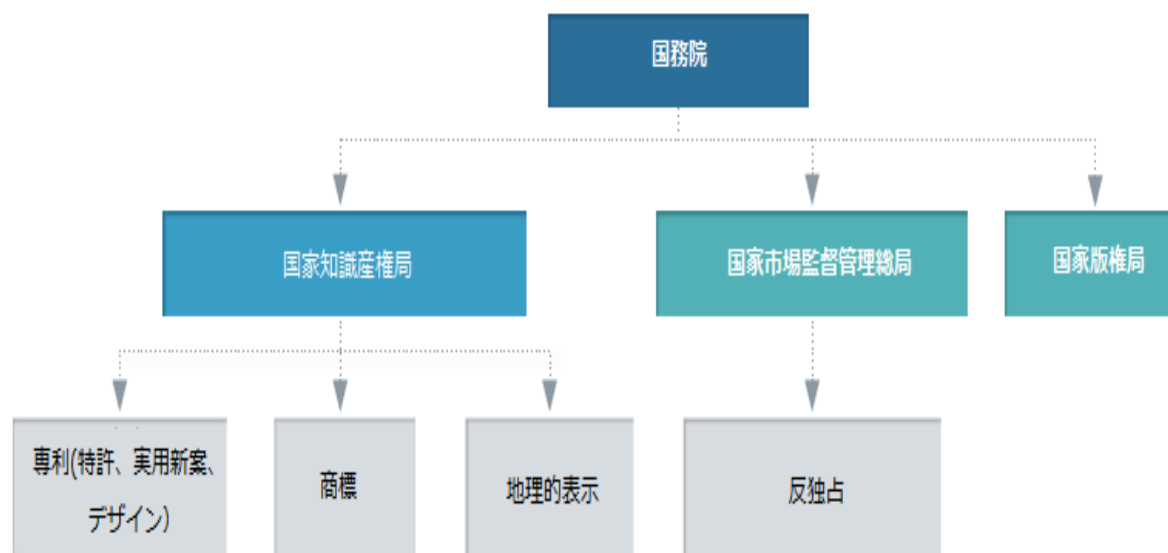 国務院
国家知識産権局
国家市場監督管理総局
国家版権局
専利(特許、実用新案、
デザイン)
商標
地理的表示
反独占